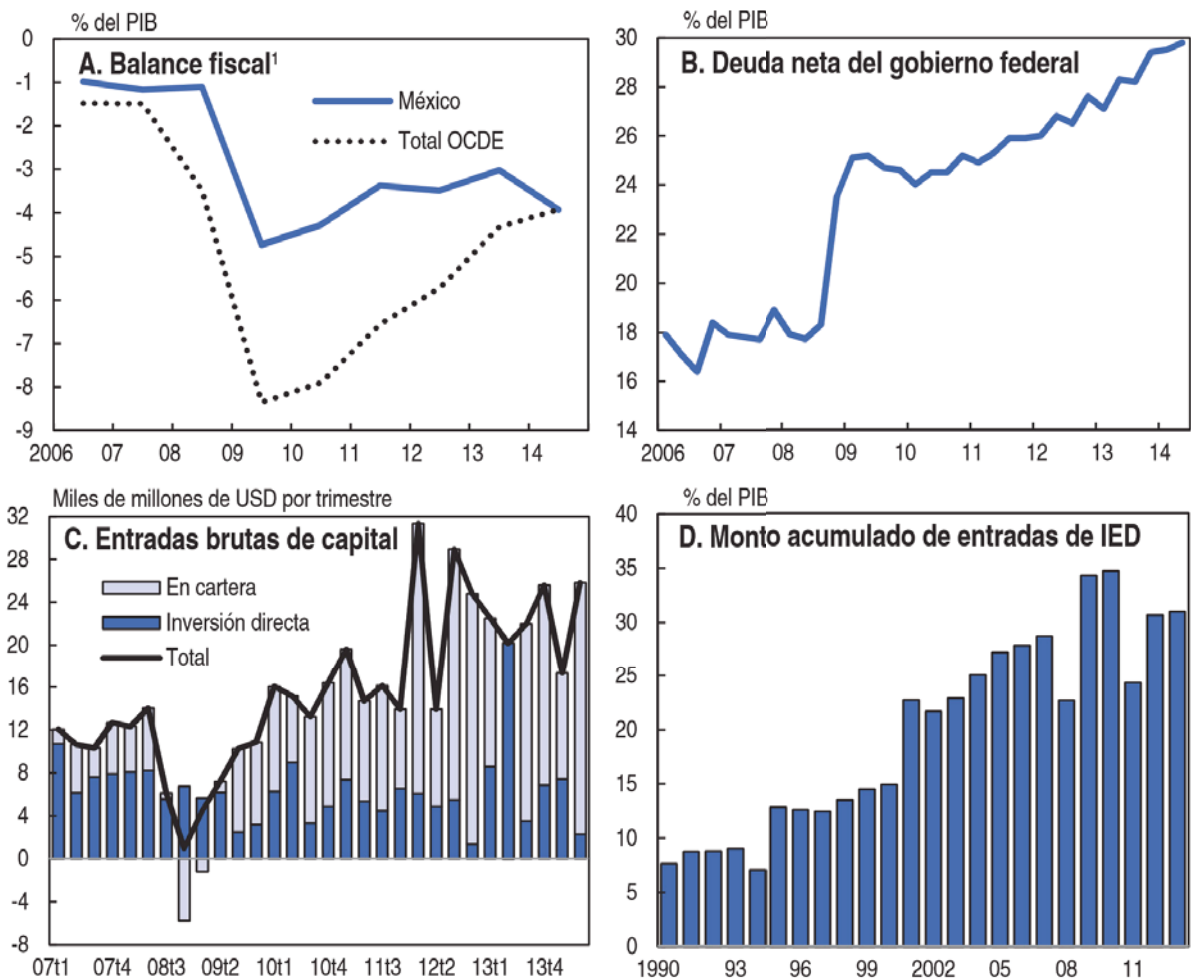 % del PIB
A. Balance fiscal¹
México
Total OCDE
0
-1
-2
-3
-4
-5
-6
-7
-8
-9
2006 07 08 09 10 11 12 13 14
% del PIB
B. Deuda neta del gobierno federal
30
28
26
24
22
20
18
16
14
2006 07 08 09 10 11 12 13 14
Miles de millones de USD por trimestre
C. Entradas brutas de capital
En cartera
Inversión directa
Total
32
28
24
20
16
12
8
4
0
-4
-8
07t1 07t4 08t3 09t2 10t1 10t4 11t3 12t2 13t1 13t4
% del PIB
D. Monto acumulado de entradas de IED
40
35
30
25
20
15
10
5
0
1990 93 96 99 2002 05 08 11